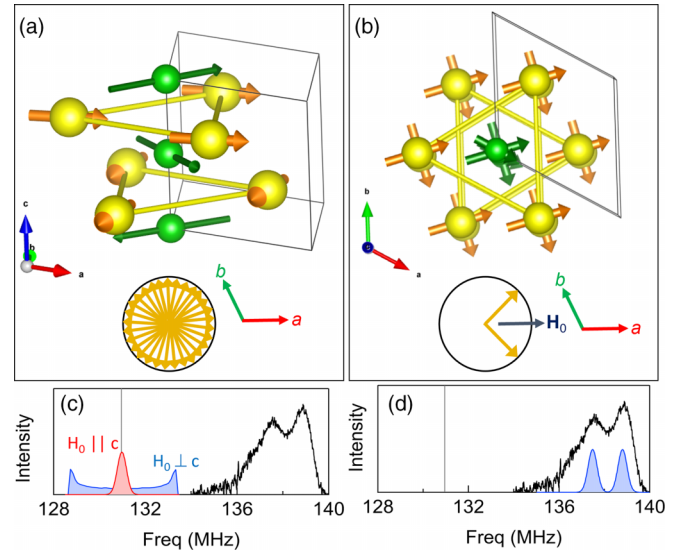 (a)
(b)
c
b
a
b
a
b
a
b
H₀
a
(c)
(d)
H₀ || c
H₀ ⊥ c
Intensity
Intensity
128 132 136 140
128 132 136 140
Freq (MHz)
Freq (MHz)